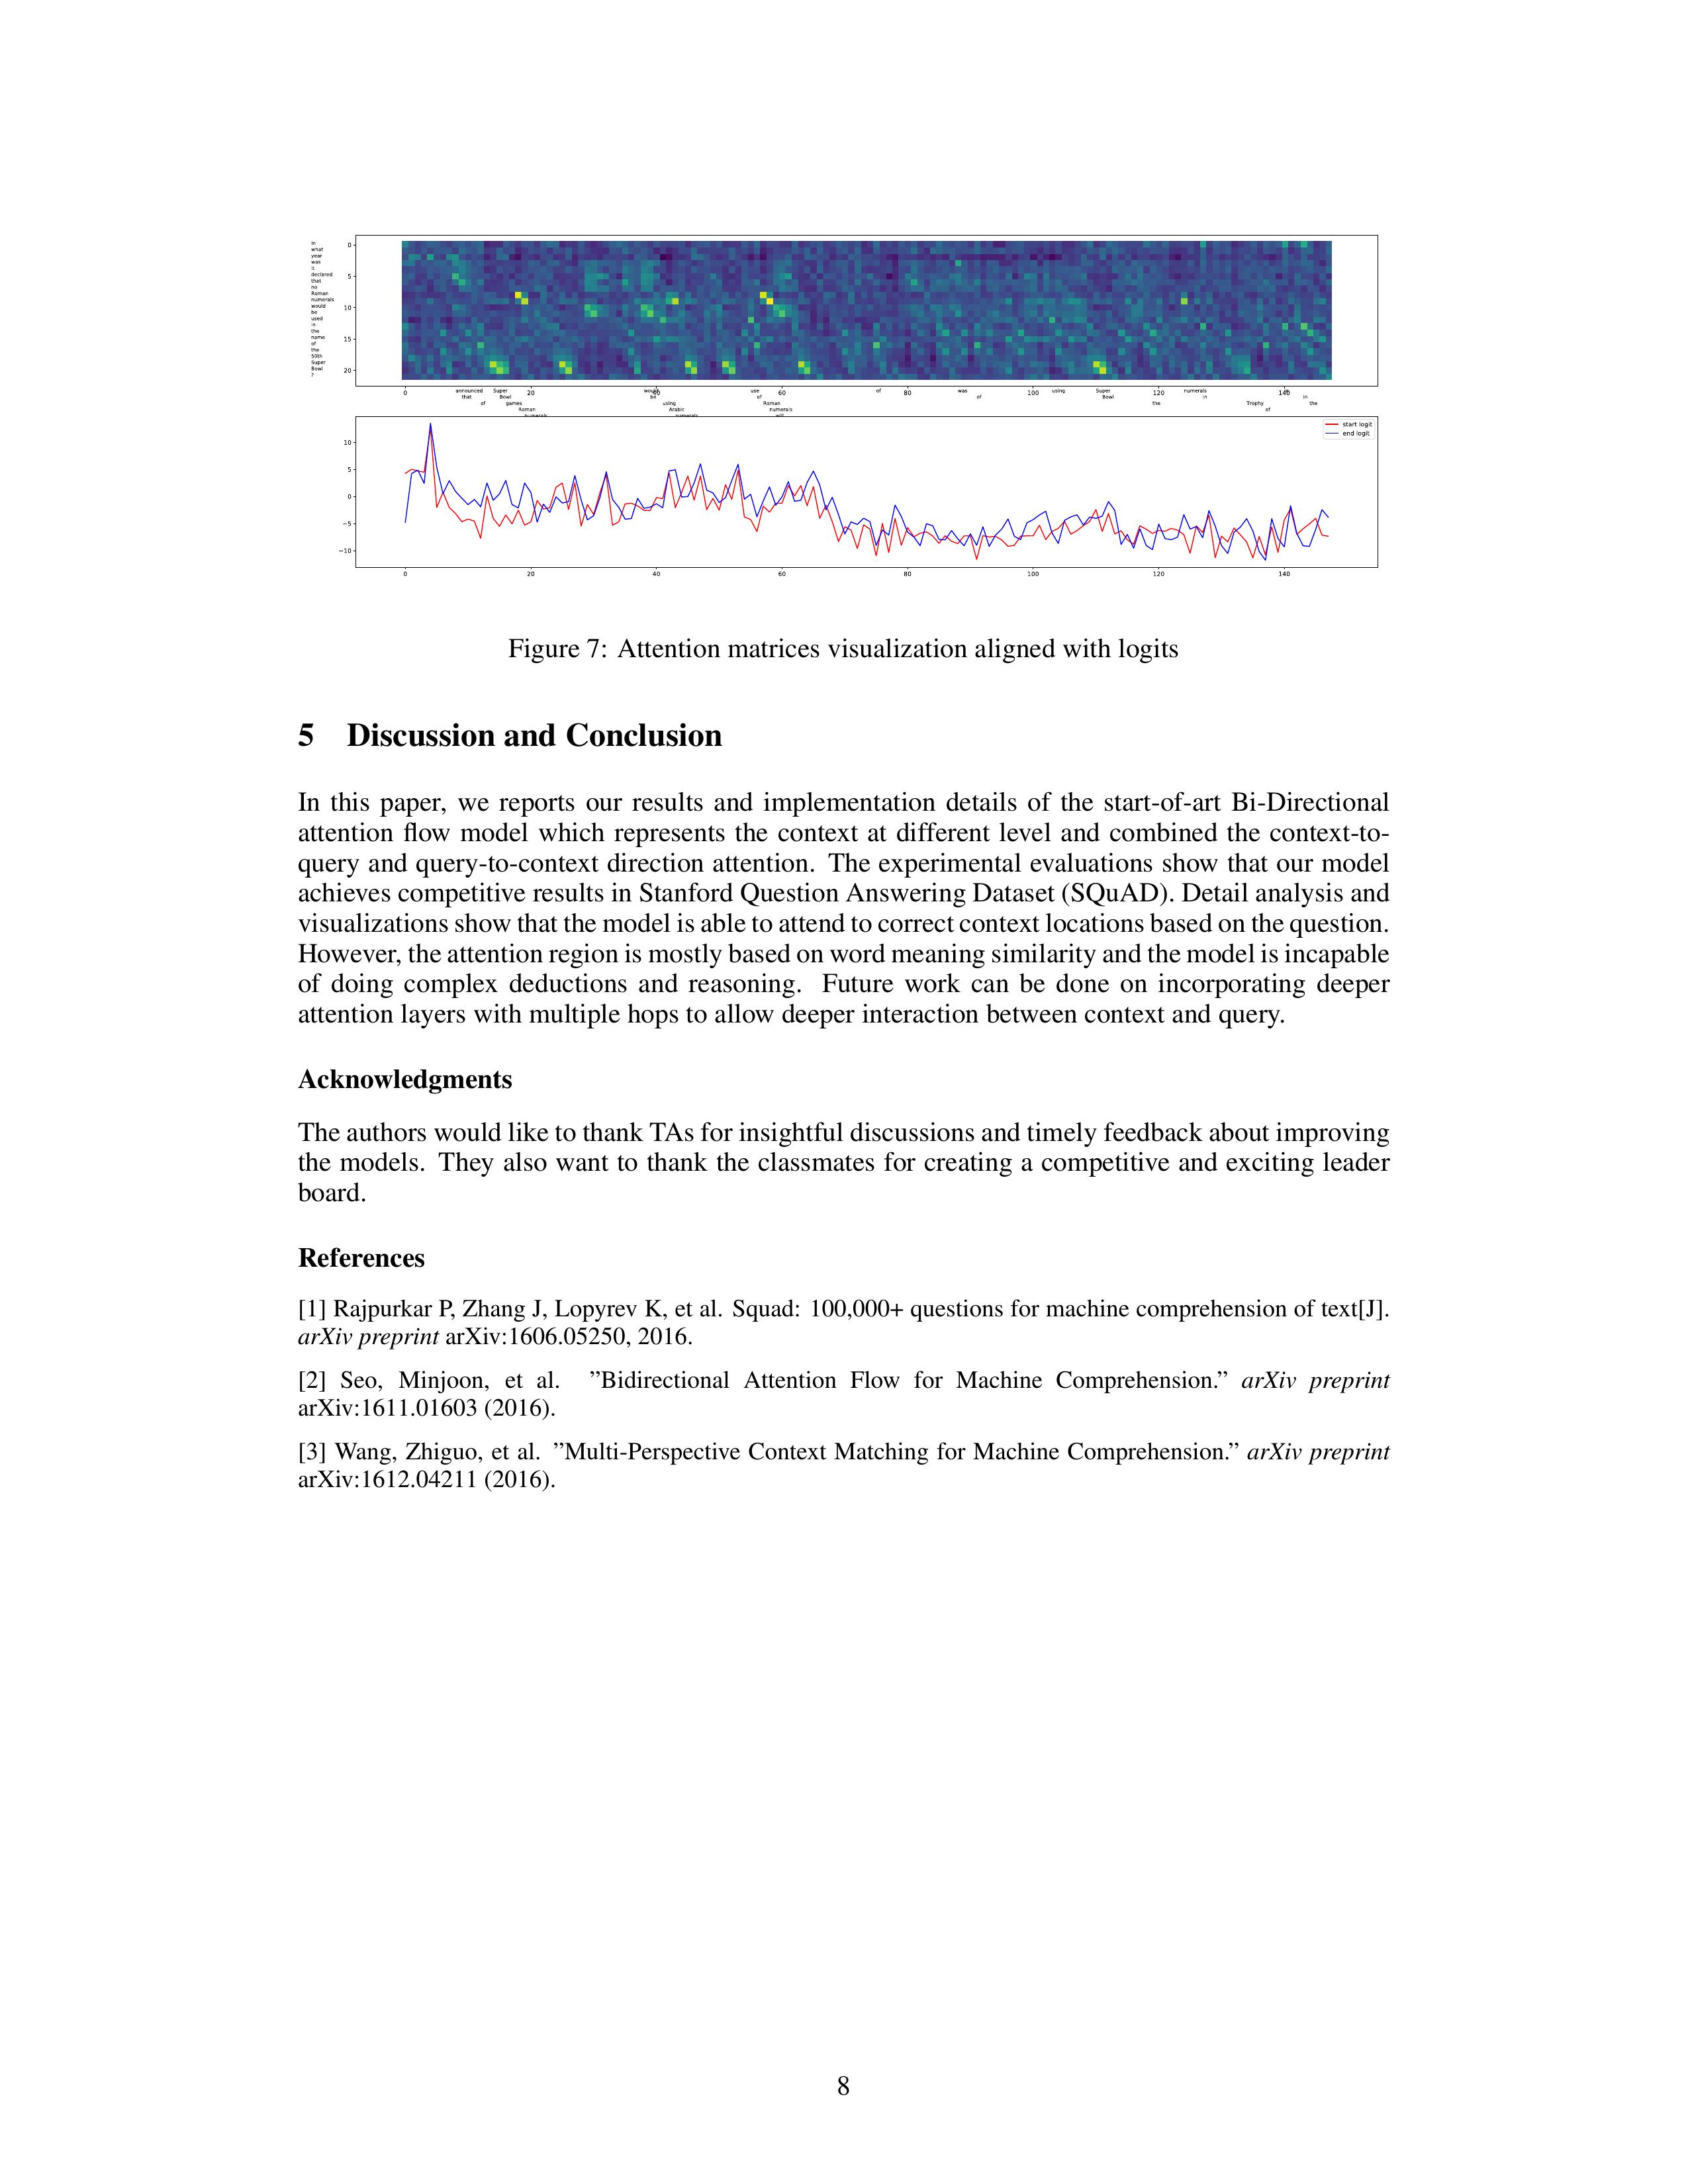 in
what
year
was
it
declared
that
no
Roman
numerals
would
be
used
in
the
name
of
the
50th
Super
Bowl
?
0
5
10
15
20
0 20 40 60 80 100 120 140
announced Super would use of was using Super numerals in
that Bowl be of of Bowl in in
of games using Roman the Trophy the
Roman Arabic numerals of
numerals numerals will
start logit
end logit
10
5
0
−5
−10
0 20 40 60 80 100 120 140
Figure 7: Attention matrices visualization aligned with logits
5 Discussion and Conclusion
In this paper, we reports our results and implementation details of the start-of-art Bi-Directional
attention flow model which represents the context at different level and combined the context-to-
query and query-to-context direction attention. The experimental evaluations show that our model
achieves competitive results in Stanford Question Answering Dataset (SQuAD). Detail analysis and
visualizations show that the model is able to attend to correct context locations based on the question.
However, the attention region is mostly based on word meaning similarity and the model is incapable
of doing complex deductions and reasoning. Future work can be done on incorporating deeper
attention layers with multiple hops to allow deeper interaction between context and query.
Acknowledgments
The authors would like to thank TAs for insightful discussions and timely feedback about improving
the models. They also want to thank the classmates for creating a competitive and exciting leader
board.
References
[1] Rajpurkar P, Zhang J, Lopyrev K, et al. Squad: 100,000+ questions for machine comprehension of text[J].
arXiv preprint arXiv:1606.05250, 2016.
[2] Seo, Minjoon, et al. ”Bidirectional Attention Flow for Machine Comprehension.” arXiv preprint
arXiv:1611.01603 (2016).
[3] Wang, Zhiguo, et al. ”Multi-Perspective Context Matching for Machine Comprehension.” arXiv preprint
arXiv:1612.04211 (2016).
8